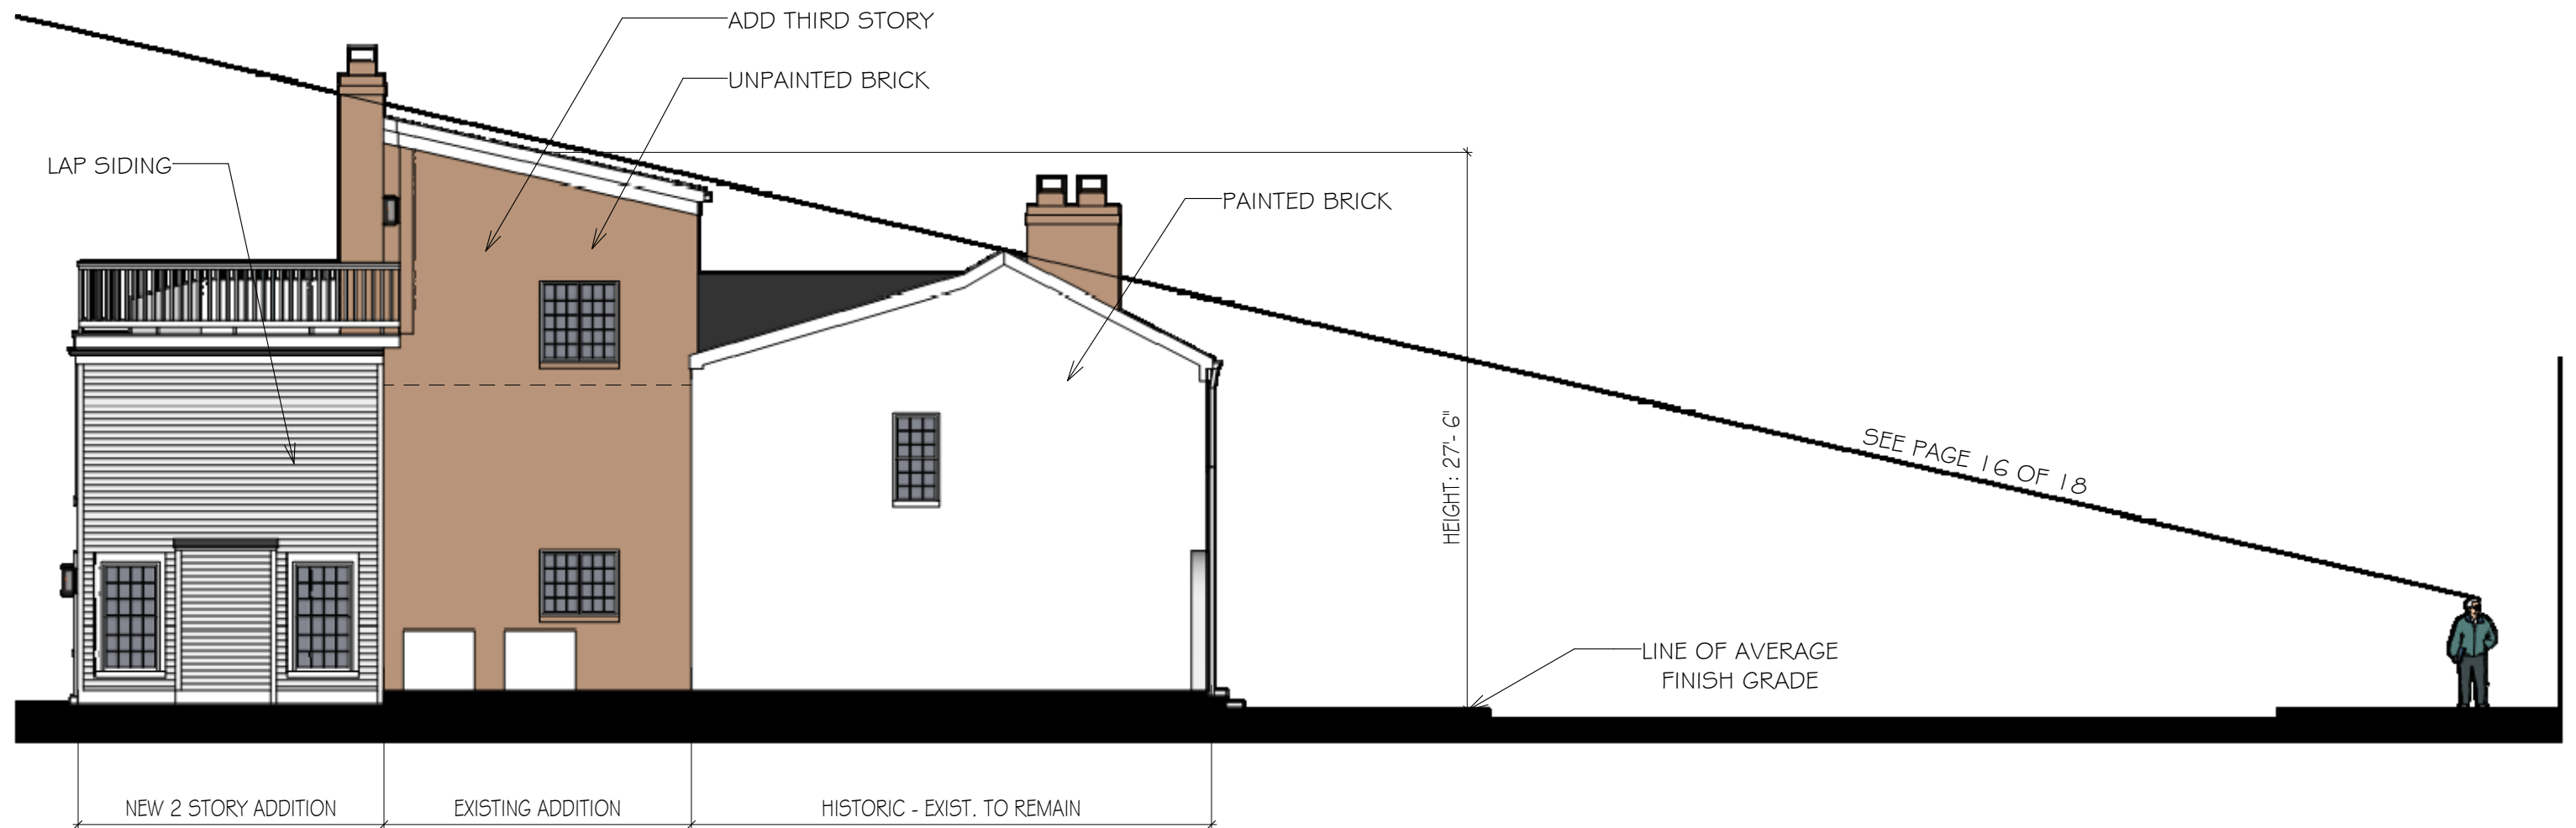 ADD THIRD STORY
UNPAINTED BRICK
LAP SIDING
PAINTED BRICK
HEIGHT: 27'- 6"
SEE PAGE 16 OF 18
LINE OF AVERAGE
FINISH GRADE
NEW 2 STORY ADDITION
EXISTING ADDITION
HISTORIC - EXIST. TO REMAIN